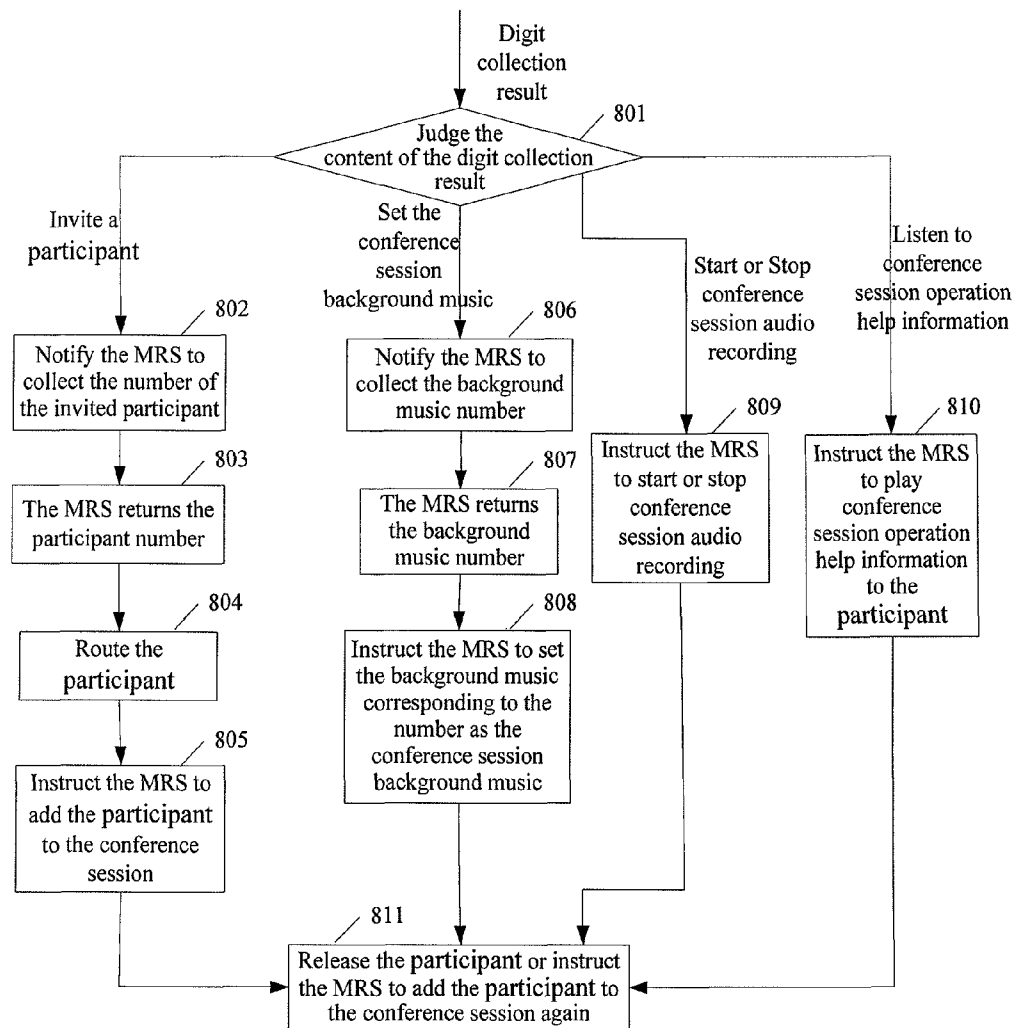 Digit
collection
result
801
Judge the
content of the digit collection
result
Invite a
participant
Set the
conference
session
background music
Start or Stop
conference
session audio
recording
Listen to
conference
session operation
help information
802
Notify the MRS to
collect the number of
the invited participant
803
The MRS returns the
participant number
804
Route the
participant
805
Instruct the MRS to
add the participant
to the conference
session
806
Notify the MRS to
collect the background
music number
807
The MRS returns
the background
music number
808
Instruct the MRS to set
the background music
corresponding to the
number as the
conference session
background music
809
Instruct the MRS
to start or stop
conference
session audio
recording
810
Instruct the MRS
to play
conference
session operation
help information
to the
participant
811
Release the participant or instruct
the MRS to add the participant to
the conference session again